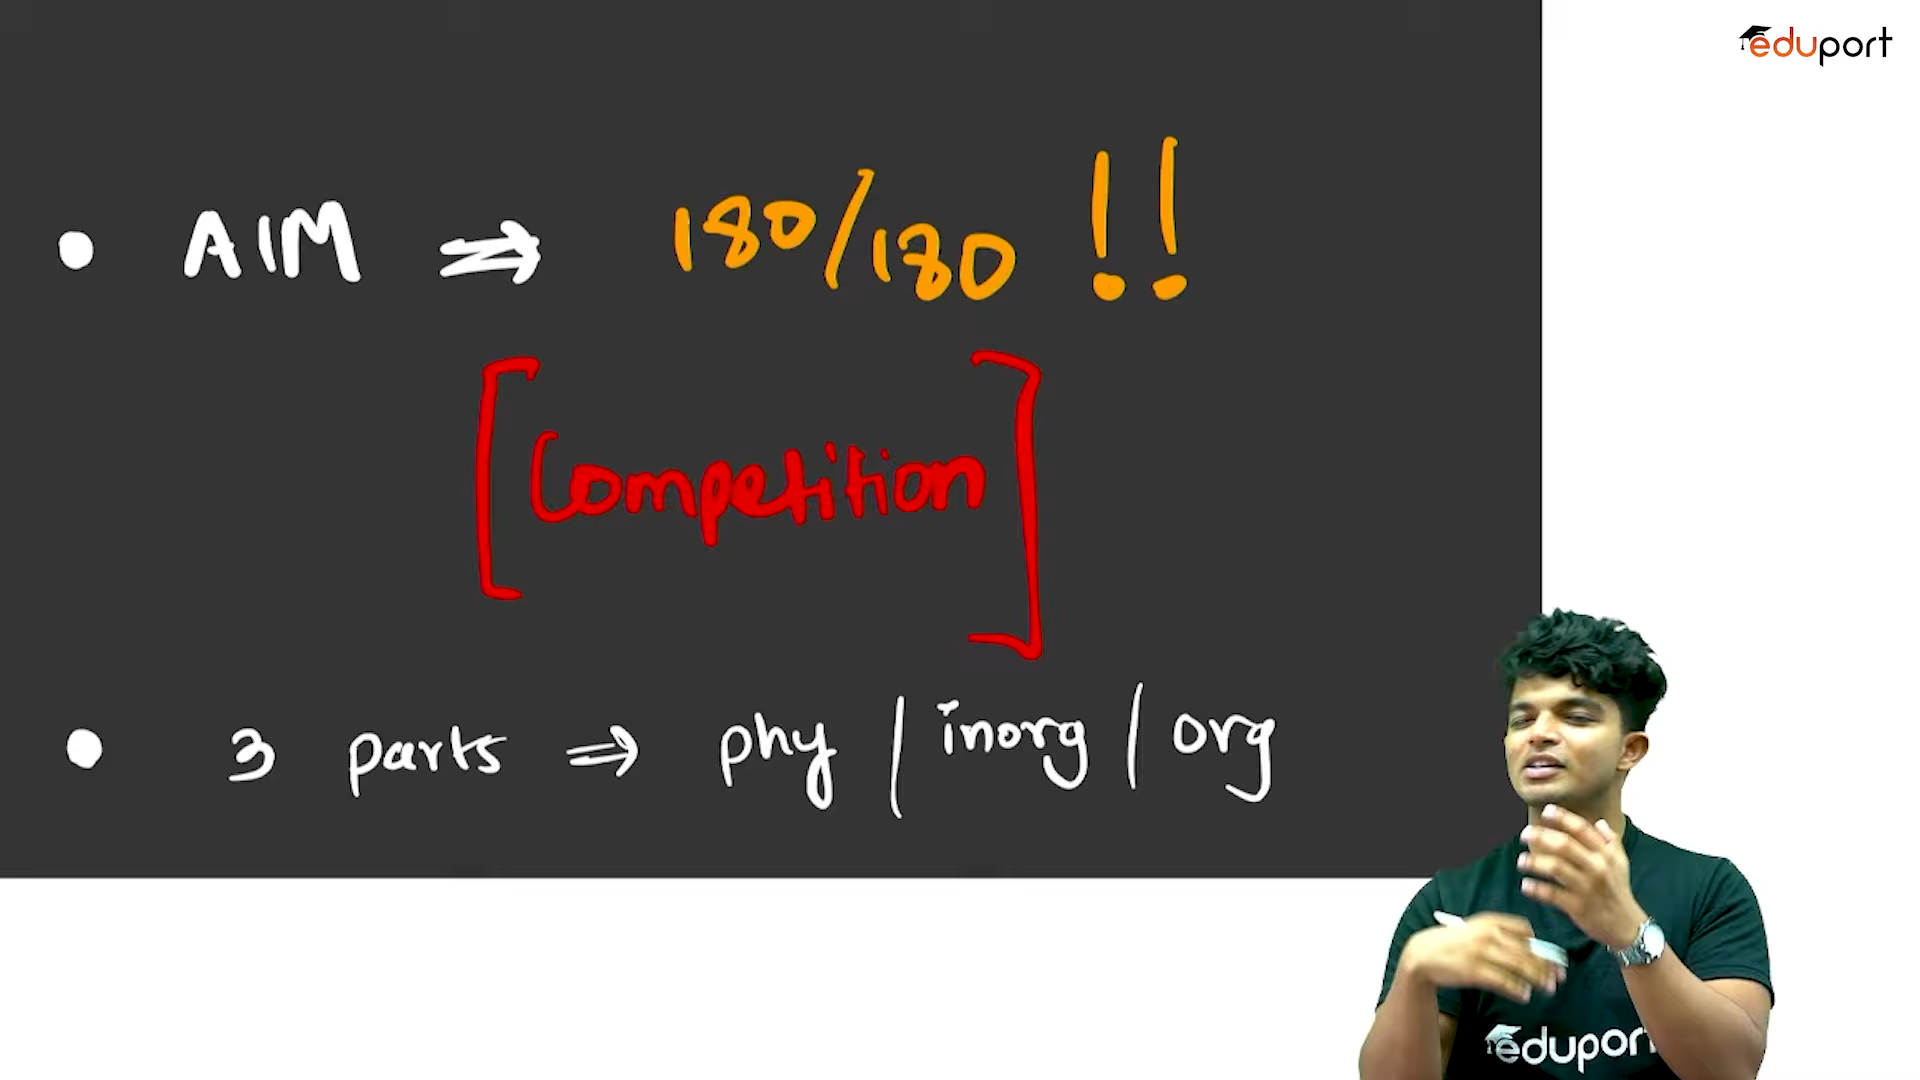 eduport
• AIM ⇒ 180/180 !!
[Competition]
• 3 parts ⇒ phy / inorg / org
eduport